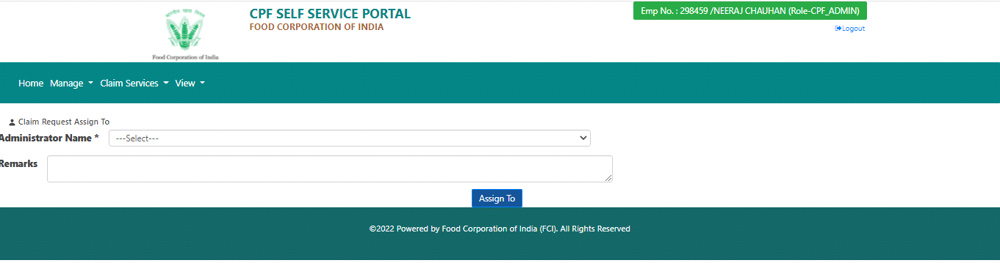 CPF SELF SERVICE PORTAL
FOOD CORPORATION OF INDIA
Emp No. : 298459 /NEERAJ CHAUHAN (Role-CPF_ADMIN)
Logout
Food Corporation of India
Home Manage Claim Services View
Claim Request Assign To
Administrator Name *
---Select---
Remarks
Assign To
©2022 Powered by Food Corporation of India (FCI). All Rights Reserved